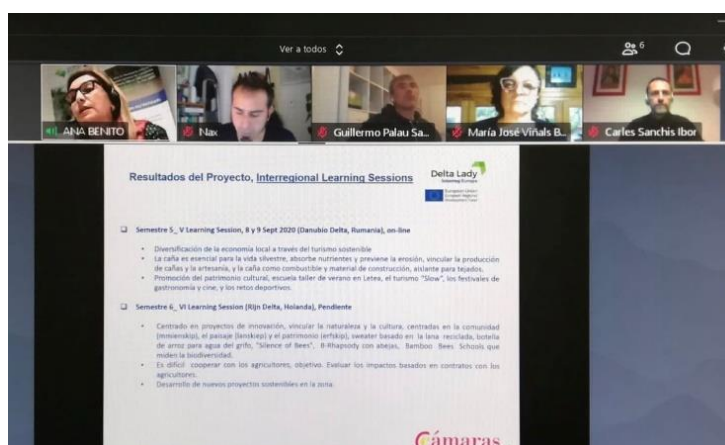 Ver a todos
6
ANA BENITO
Nax
Guillermo Palau Sa...
María José Viñals B...
Carles Sanchis Ibor
Resultados del Proyecto, Interregional Learning Sessions
Delta Lady
Interreg Europe
European Union
European Regional
Development Fund
Semestre 5_ V Learning Session, 8 y 9 Sept 2020 (Danubio Delta, Rumania), on-line
Diversificación de la economía local a través del turismo sostenible
La caña es esencial para la vida silvestre, absorbe nutrientes y previene la erosión, vincular la producción
de cañas y la artesanía, y la caña como combustible y material de construcción, aislante para tejados.
Promoción del patrimonio cultural, escuela taller de verano en Letea, el turismo "Slow", los festivales de
gastronomía y cine, y los retos deportivos.
Semestre 6_ VI Learning Session (Rijn Delta, Holanda), Pendiente
Centrado en proyectos de innovación, vincular la naturaleza y la cultura, centradas en la comunidad
(mmienskip), el paisaje (lanskiep) y el patrimonio (erfskip), sweater basado en la lana reciclada, botella
de arroz para agua del grifo, "Silence of Bees", B-Rhapsody con abejas, Bamboo Bees Schools que
miden la biodiversidad.
Es difícil cooperar con los agricultores, objetivo. Evaluar los impactos basados en contratos con los
agricultores.
Desarrollo de nuevos proyectos sostenibles en la zona.
Cámaras